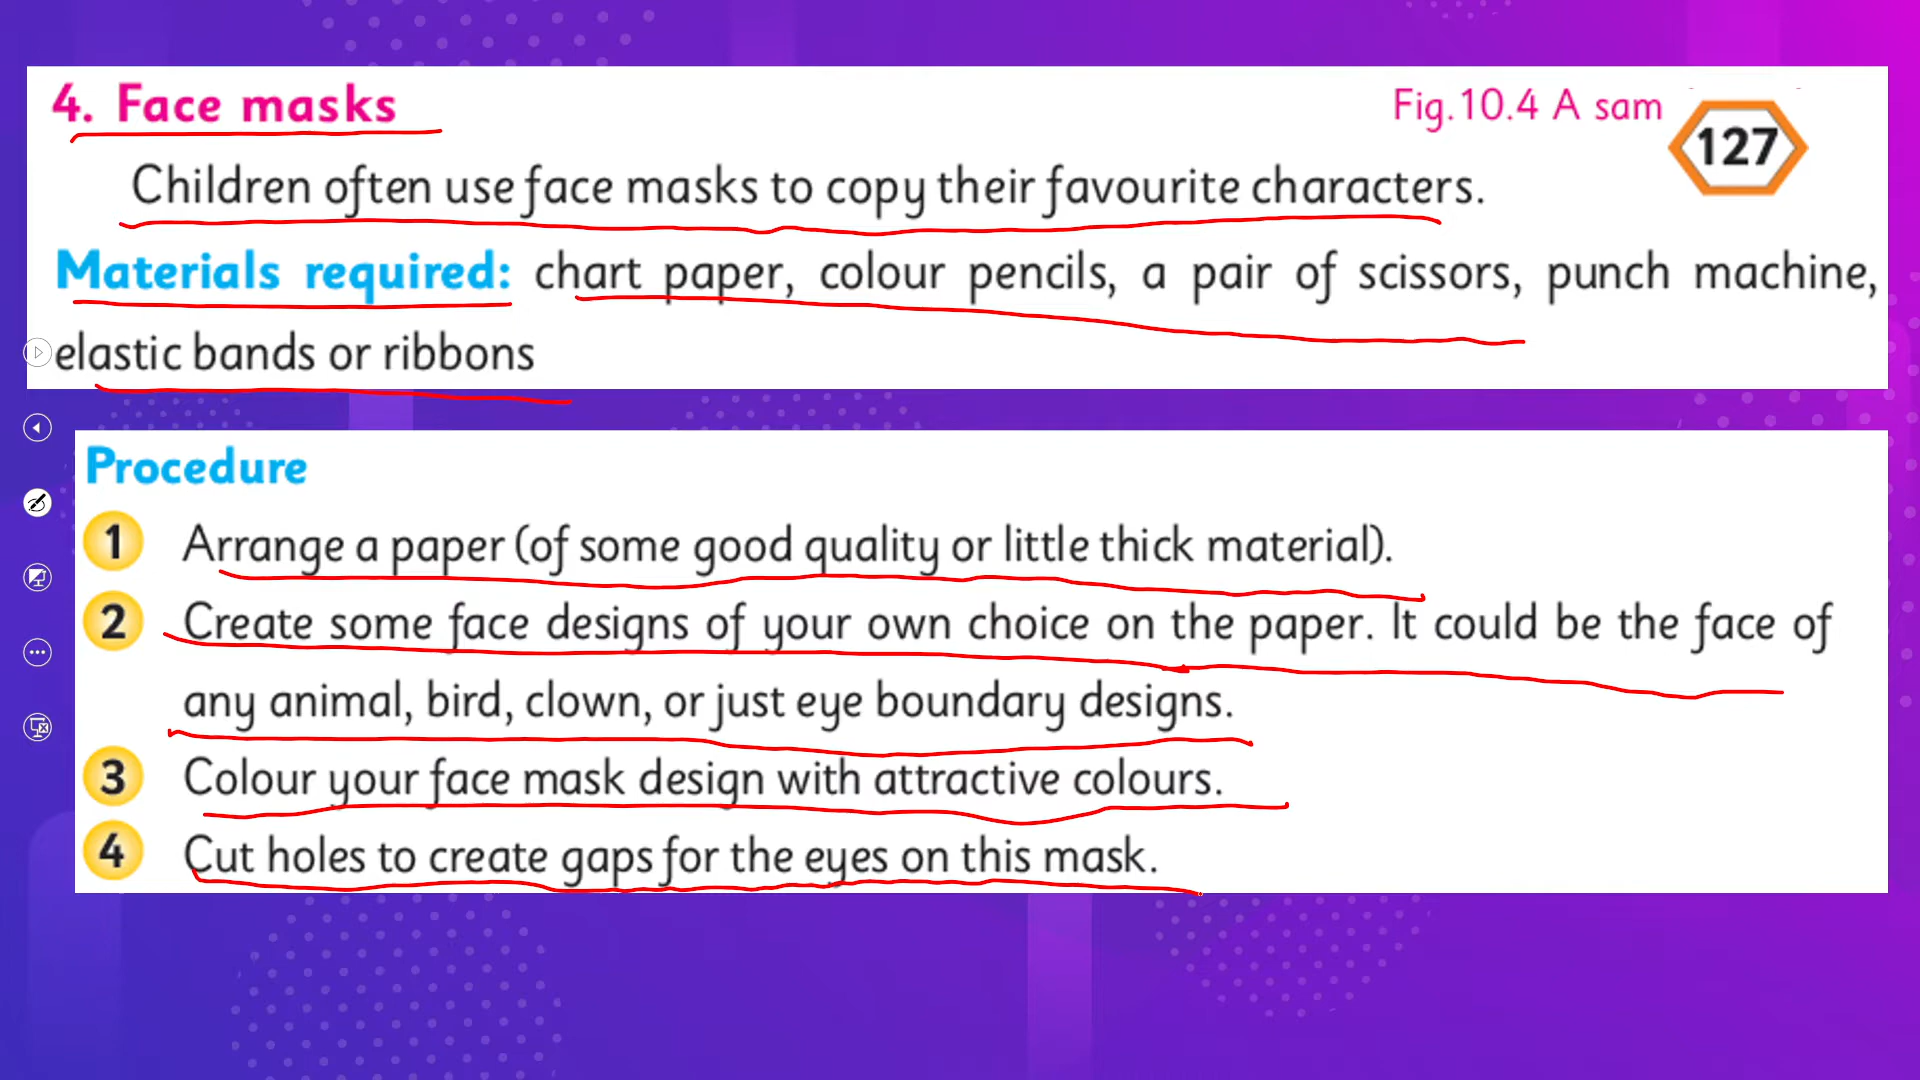 4. Face masks
Fig.10.4 A sam
127
Children often use face masks to copy their favourite characters.
Materials required: chart paper, colour pencils, a pair of scissors, punch machine,
elastic bands or ribbons
Procedure
1 Arrange a paper (of some good quality or little thick material).
2 Create some face designs of your own choice on the paper. It could be the face of
any animal, bird, clown, or just eye boundary designs.
3 Colour your face mask design with attractive colours.
4 Cut holes to create gaps for the eyes on this mask.